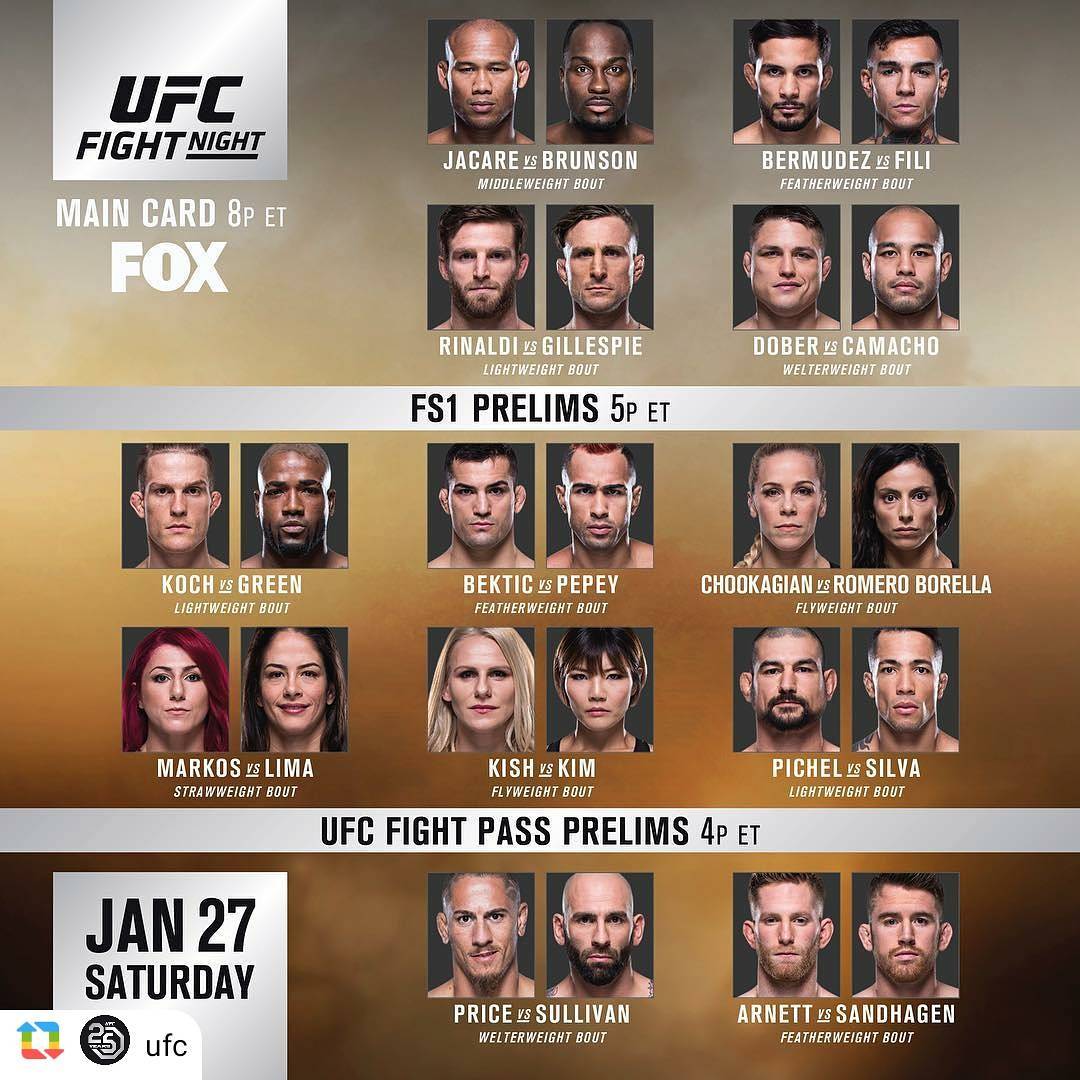 UFC
FIGHT NIGHT
MAIN CARD 8P ET
FOX
JACARE VS BRUNSON
MIDDLEWEIGHT BOUT
BERMUDEZ VS FILI
FEATHERWEIGHT BOUT
RINALDI VS GILLESPIE
LIGHTWEIGHT BOUT
DOBER VS CAMACHO
WELTERWEIGHT BOUT
FS1 PRELIMS 5P ET
KOCH VS GREEN
LIGHTWEIGHT BOUT
BEKTIC VS PEPEY
FEATHERWEIGHT BOUT
CHOOKAGIAN VS ROMERO BORELLA
FLYWEIGHT BOUT
MARKOS VS LIMA
STRAWWEIGHT BOUT
KISH VS KIM
FLYWEIGHT BOUT
PICHEL VS SILVA
LIGHTWEIGHT BOUT
UFC FIGHT PASS PRELIMS 4P ET
JAN 27
SATURDAY
PRICE VS SULLIVAN
WELTERWEIGHT BOUT
ARNETT VS SANDHAGEN
FEATHERWEIGHT BOUT
UFC
25
YEARS
ufc